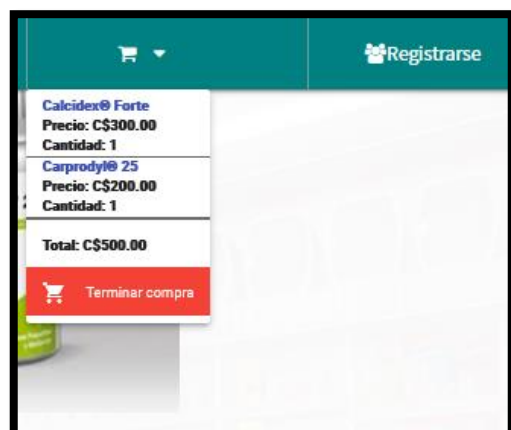 Registrarse
Calcidex® Forte
Precio: C$300.00
Cantidad: 1
Carprodyl® 25
Precio: C$200.00
Cantidad: 1
Total: C$500.00
Terminar compra